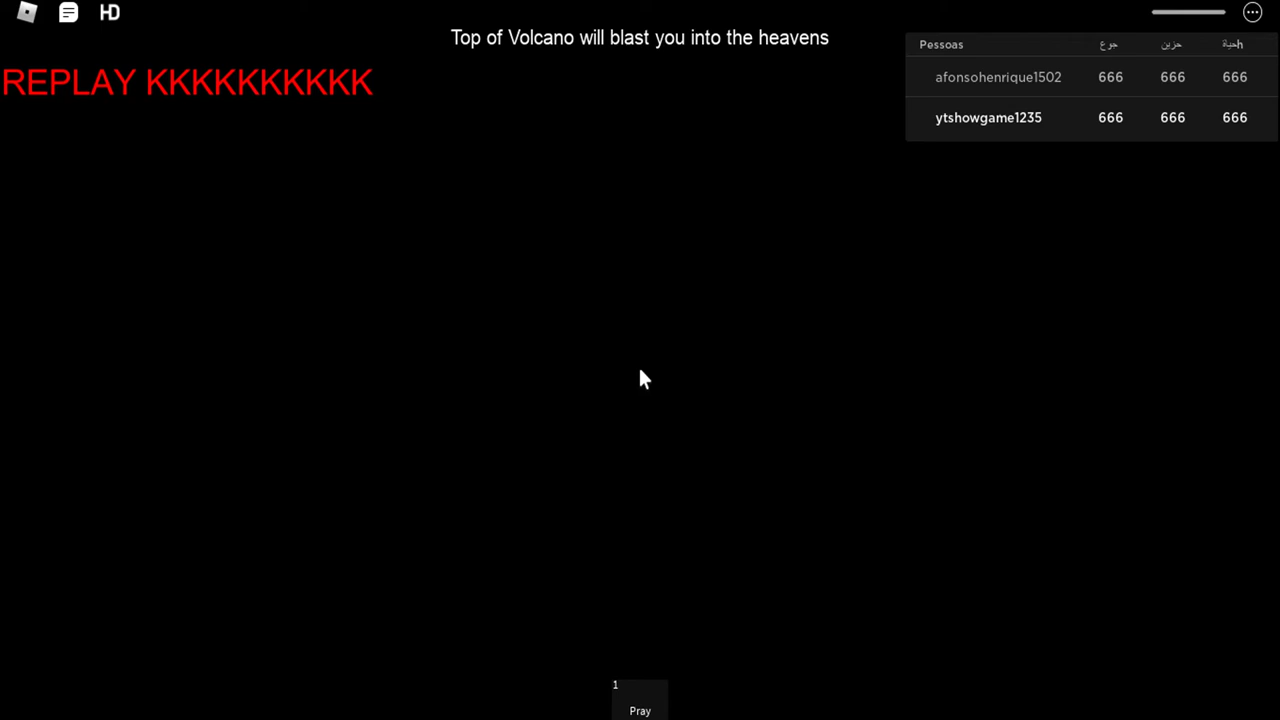 HD
Top of Volcano will blast you into the heavens
REPLAY KKKKKKKKKK
Pessoas جوع حزين حياةh
afonsohenrique1502 666 666 666
ytshowgame1235 666 666 666
1
Pray